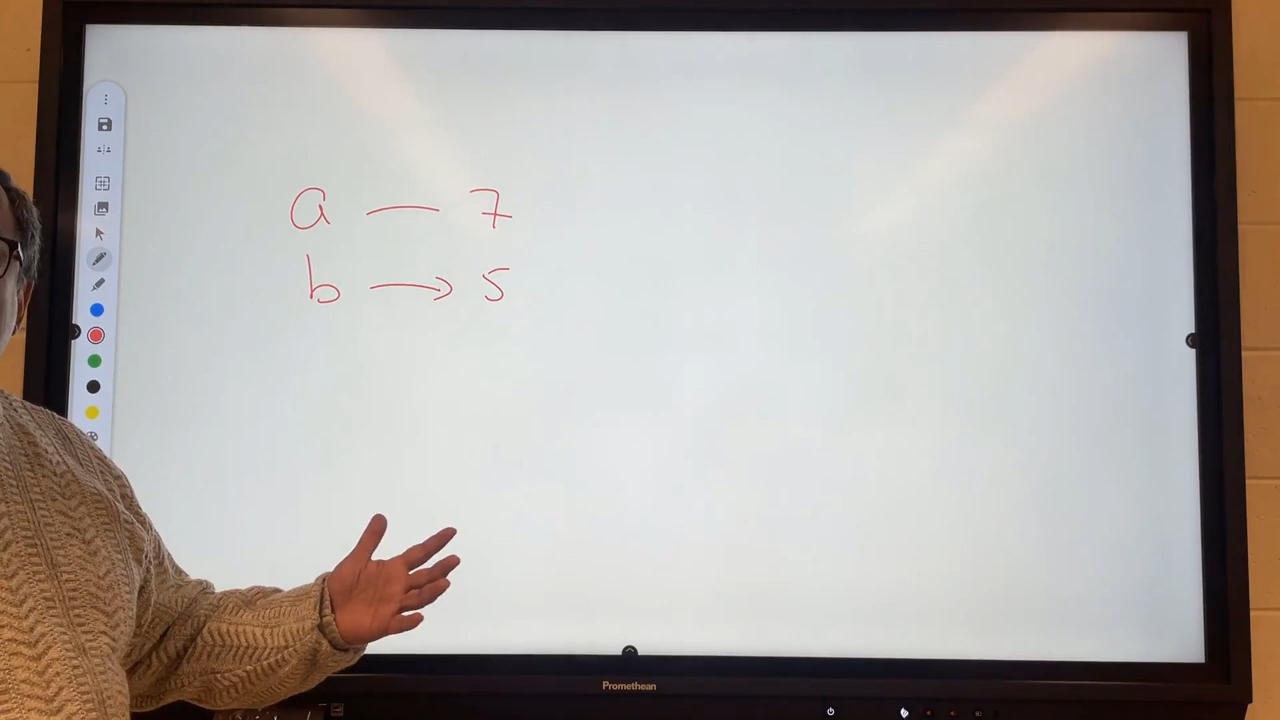 a — 7
b → 5
Promethean